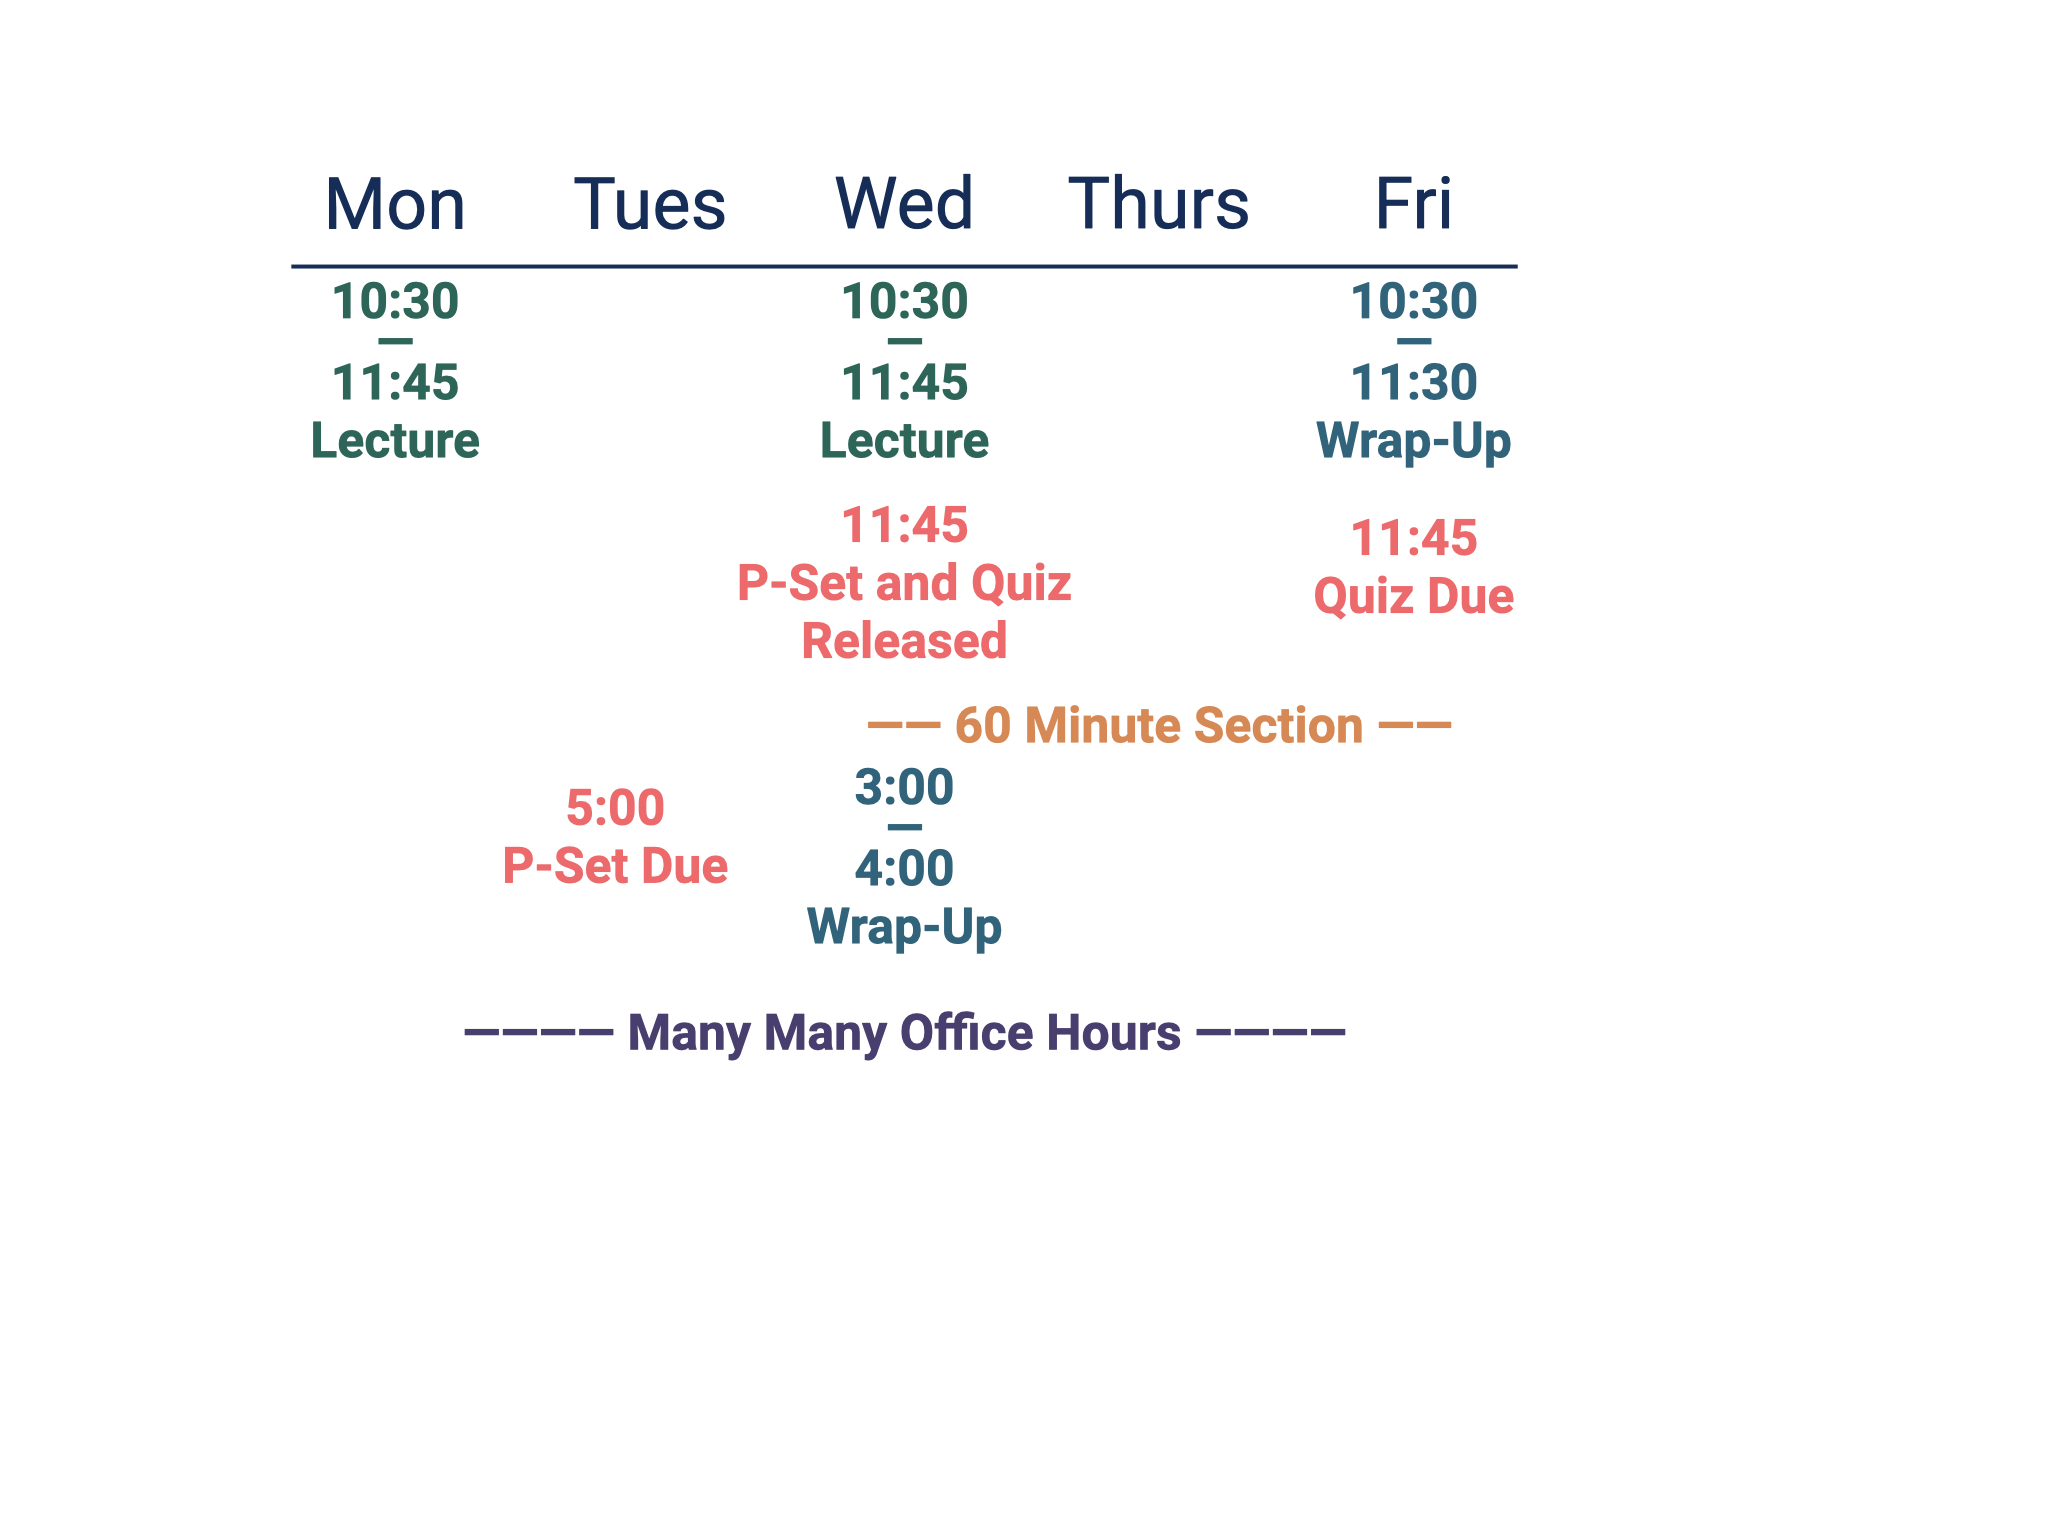 Mon Tues Wed Thurs Fri
10:30 10:30 10:30
— — —
11:45 11:45 11:30
Lecture Lecture Wrap-Up
11:45
P-Set and Quiz
Released
11:45
Quiz Due
—— 60 Minute Section ——
5:00
P-Set Due
3:00
—
4:00
Wrap-Up
———— Many Many Office Hours ————